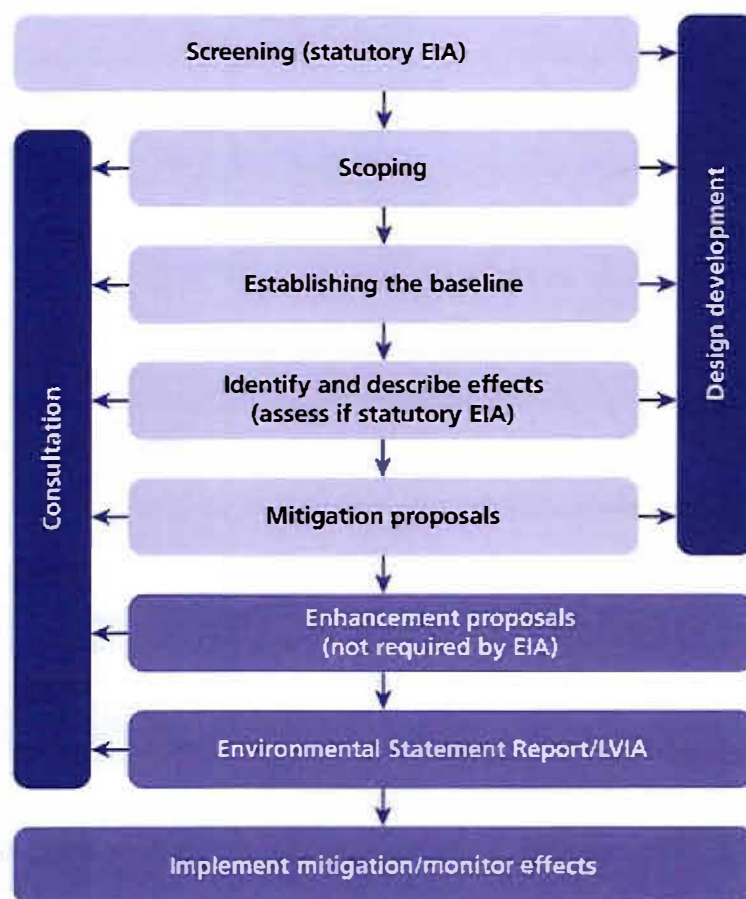 Screening (statutory EIA)
Scoping
Establishing the baseline
Identify and describe effects
(assess if statutory EIA)
Mitigation proposals
Enhancement proposals
(not required by EIA)
Environmental Statement Report/LVIA
Implement mitigation/monitor effects
Consultation
Design development